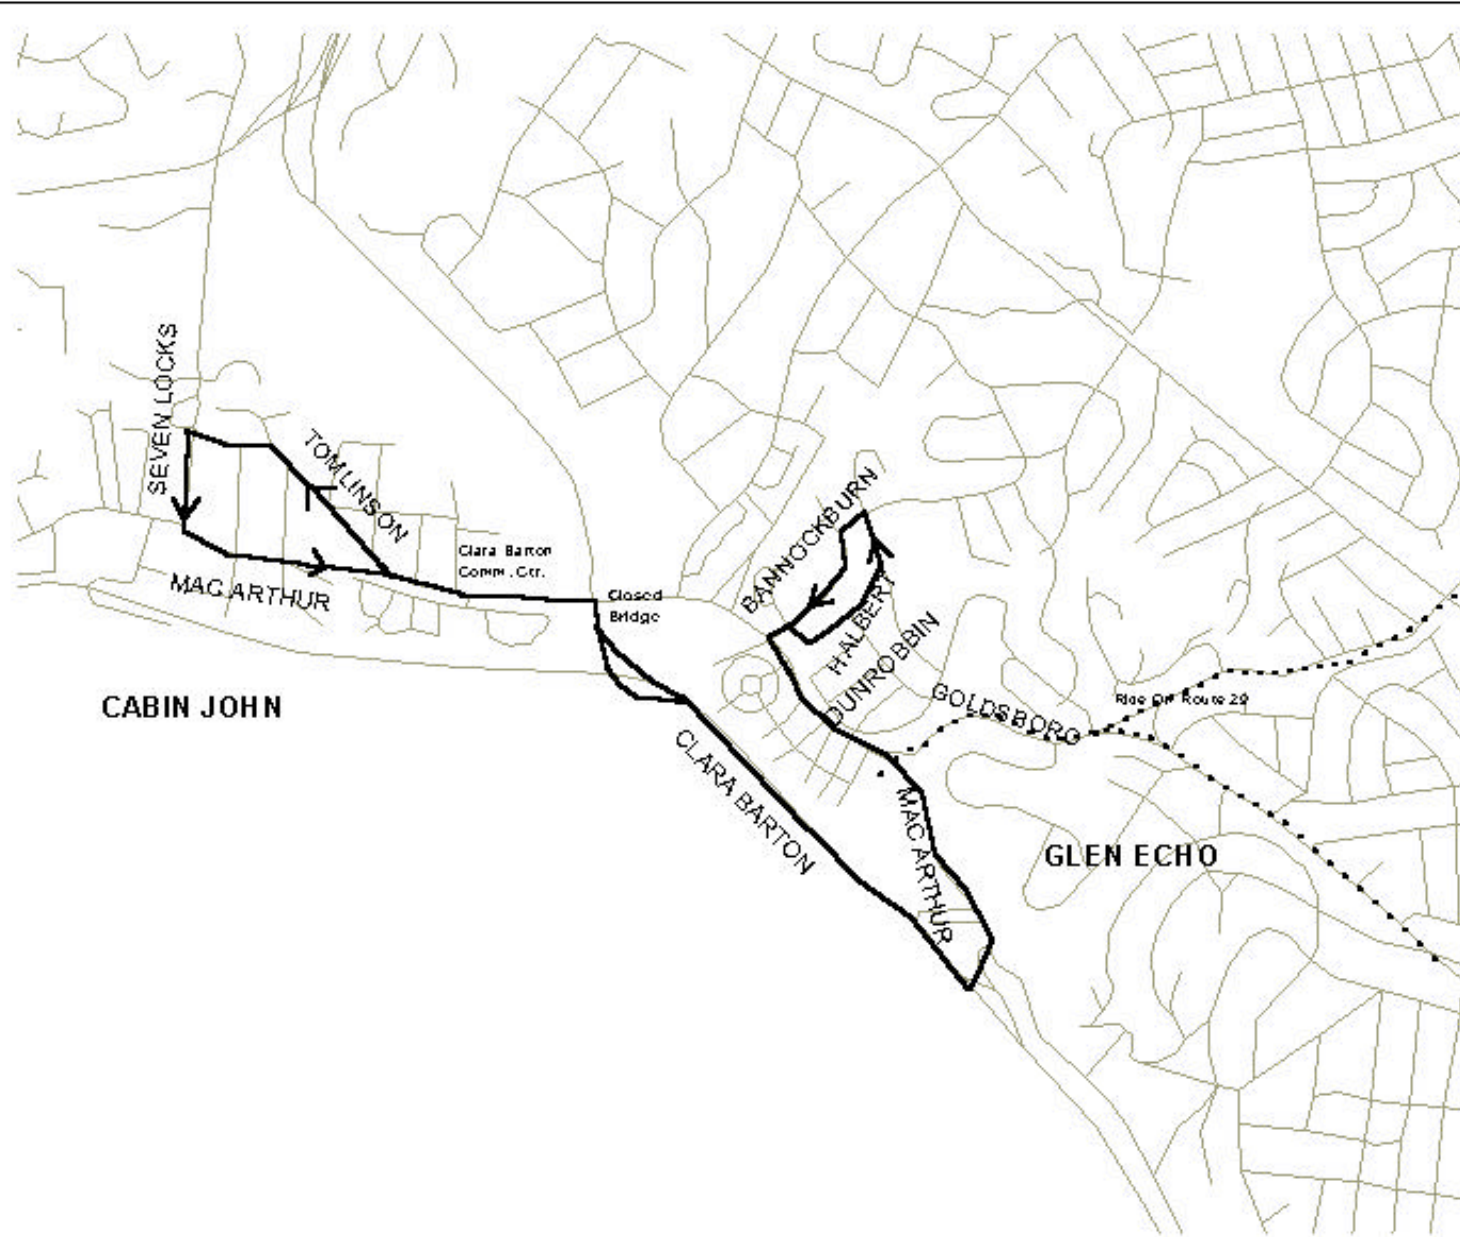 SEVEN LOCKS
TOMLINSON
Clara Barton
Comm. Ctr.
MAC ARTHUR
Closed
Bridge
BANNOCKBURN
HALBERT
DUNROBBIN
GOLDSBORO
Ride On Route 29
CABIN JOHN
CLARA BARTON
MAC ARTHUR
GLEN ECHO